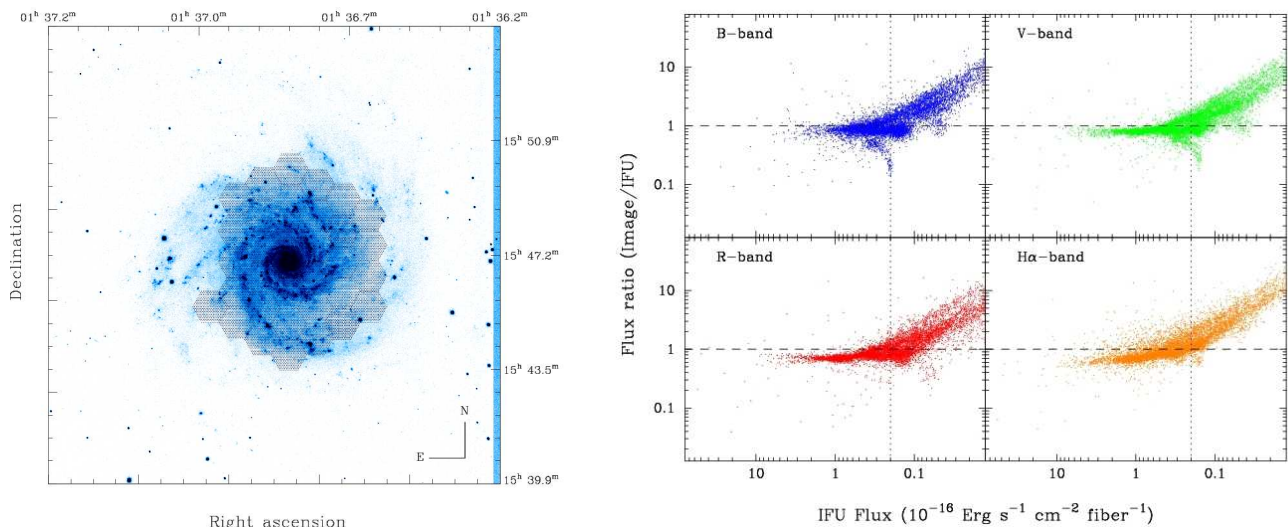 01ʰ 37.2ᵐ 01ʰ 37.0ᵐ 01ʰ 36.7ᵐ 01ʰ 36.2ᵐ
15ʰ 50.9ᵐ
15ʰ 47.2ᵐ
15ʰ 43.5ᵐ
15ʰ 39.9ᵐ
Declination
N
E
Right ascension
B-band
V-band
R-band
Hα-band
10
1
0.1
10
1
0.1
Flux ratio (Image/IFU)
10 1 0.1 10 1 0.1
IFU Flux (10⁻¹⁶ Erg s⁻¹ cm⁻² fiber⁻¹)